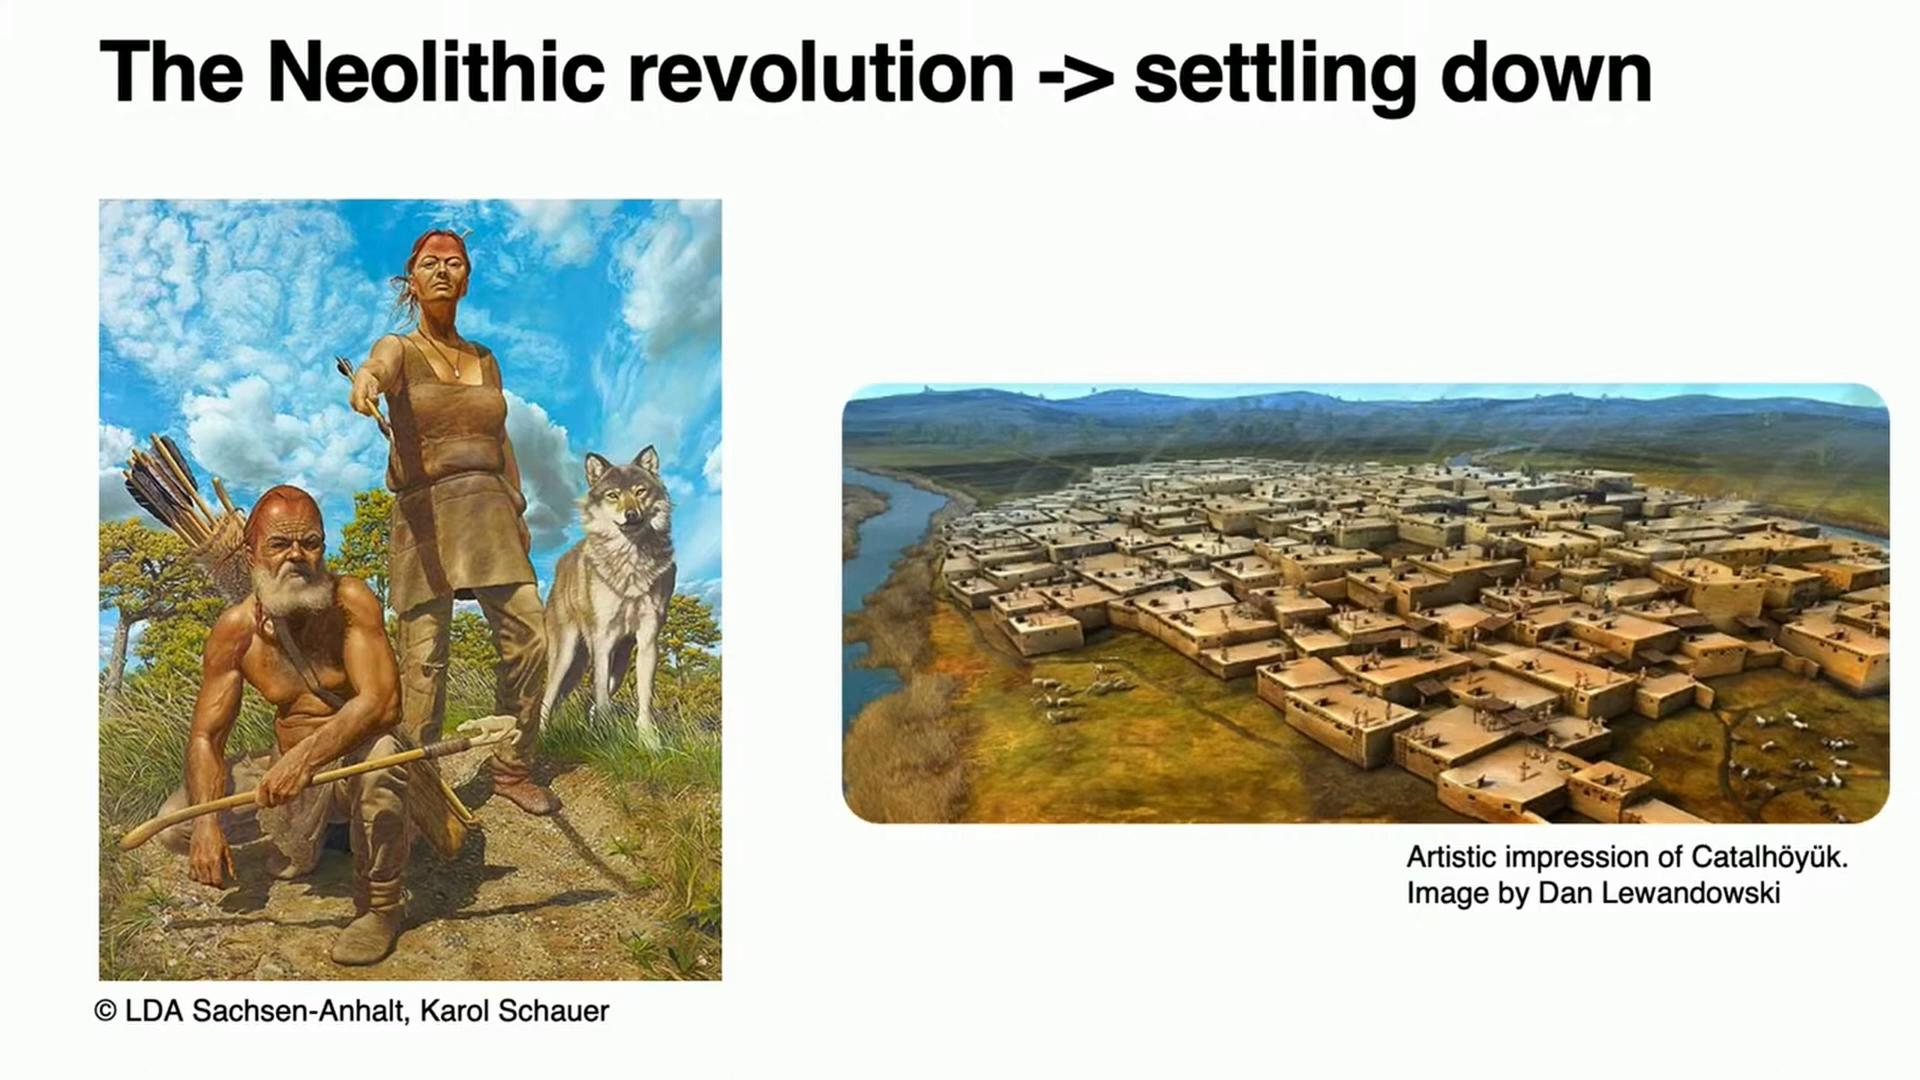 The Neolithic revolution -> settling down
Artistic impression of Catalhöyük.
Image by Dan Lewandowski
© LDA Sachsen-Anhalt, Karol Schauer